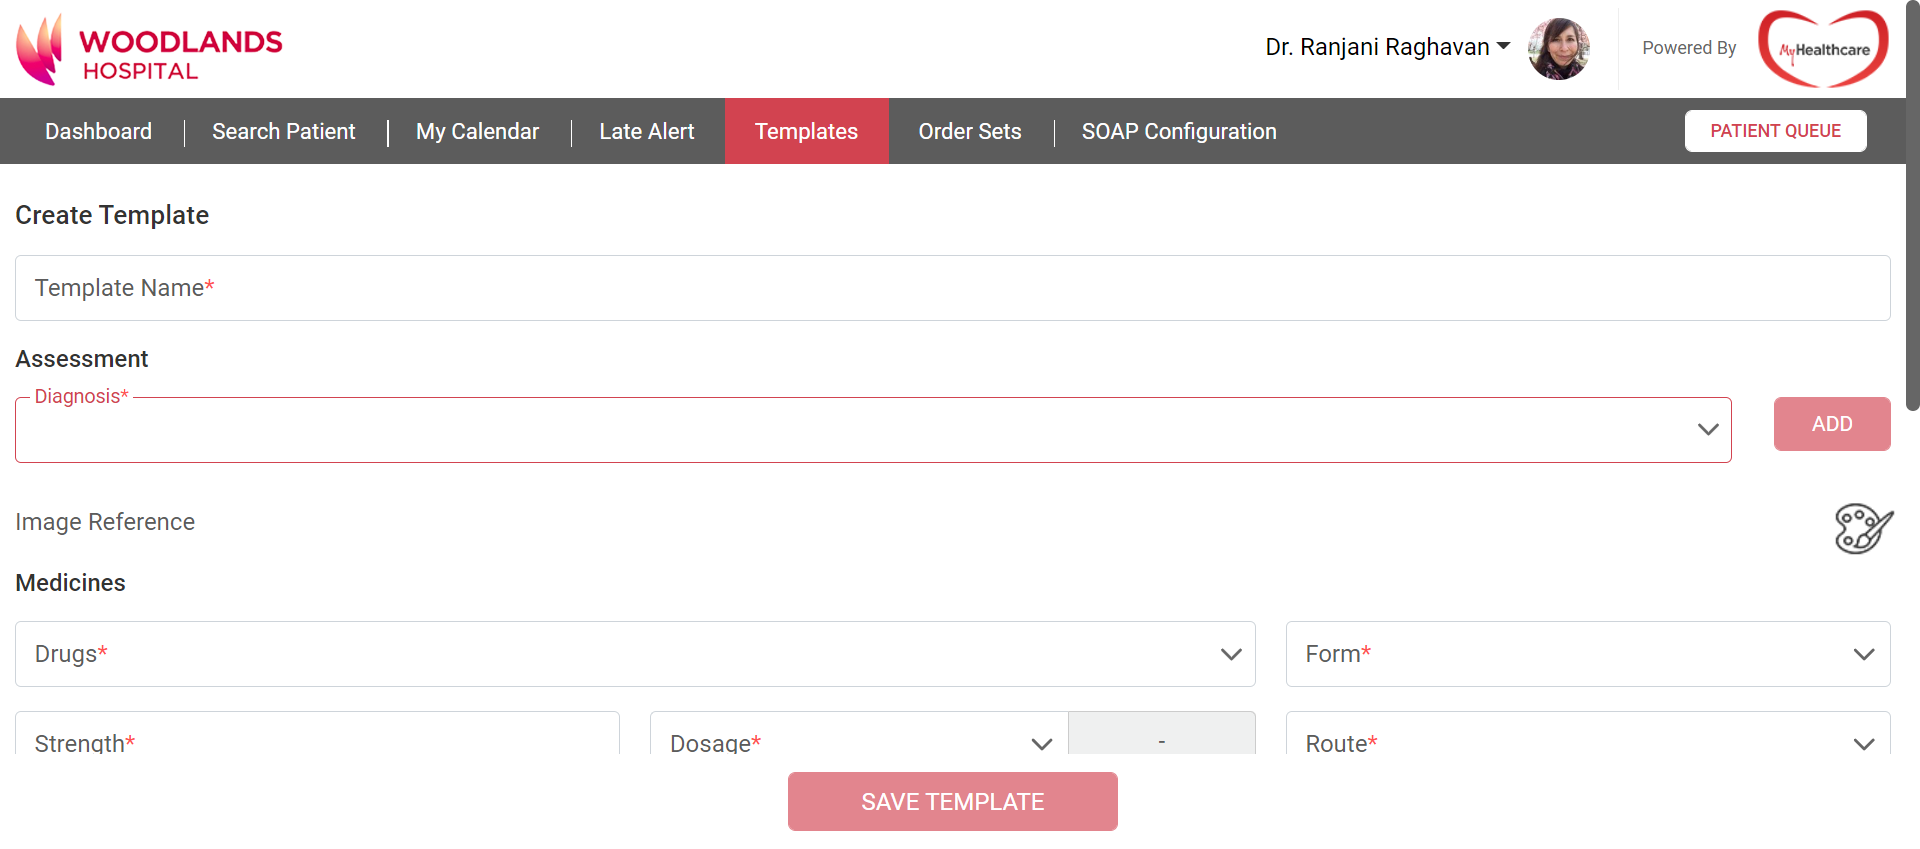 WOODLANDS
HOSPITAL
Dr. Ranjani Raghavan
Powered By
MyHealthcare
Dashboard
Search Patient
My Calendar
Late Alert
Templates
Order Sets
SOAP Configuration
PATIENT QUEUE
Create Template
Template Name*
Assessment
Diagnosis*
ADD
Image Reference
Medicines
Drugs*
Form*
Strength*
Dosage*
-
Route*
SAVE TEMPLATE